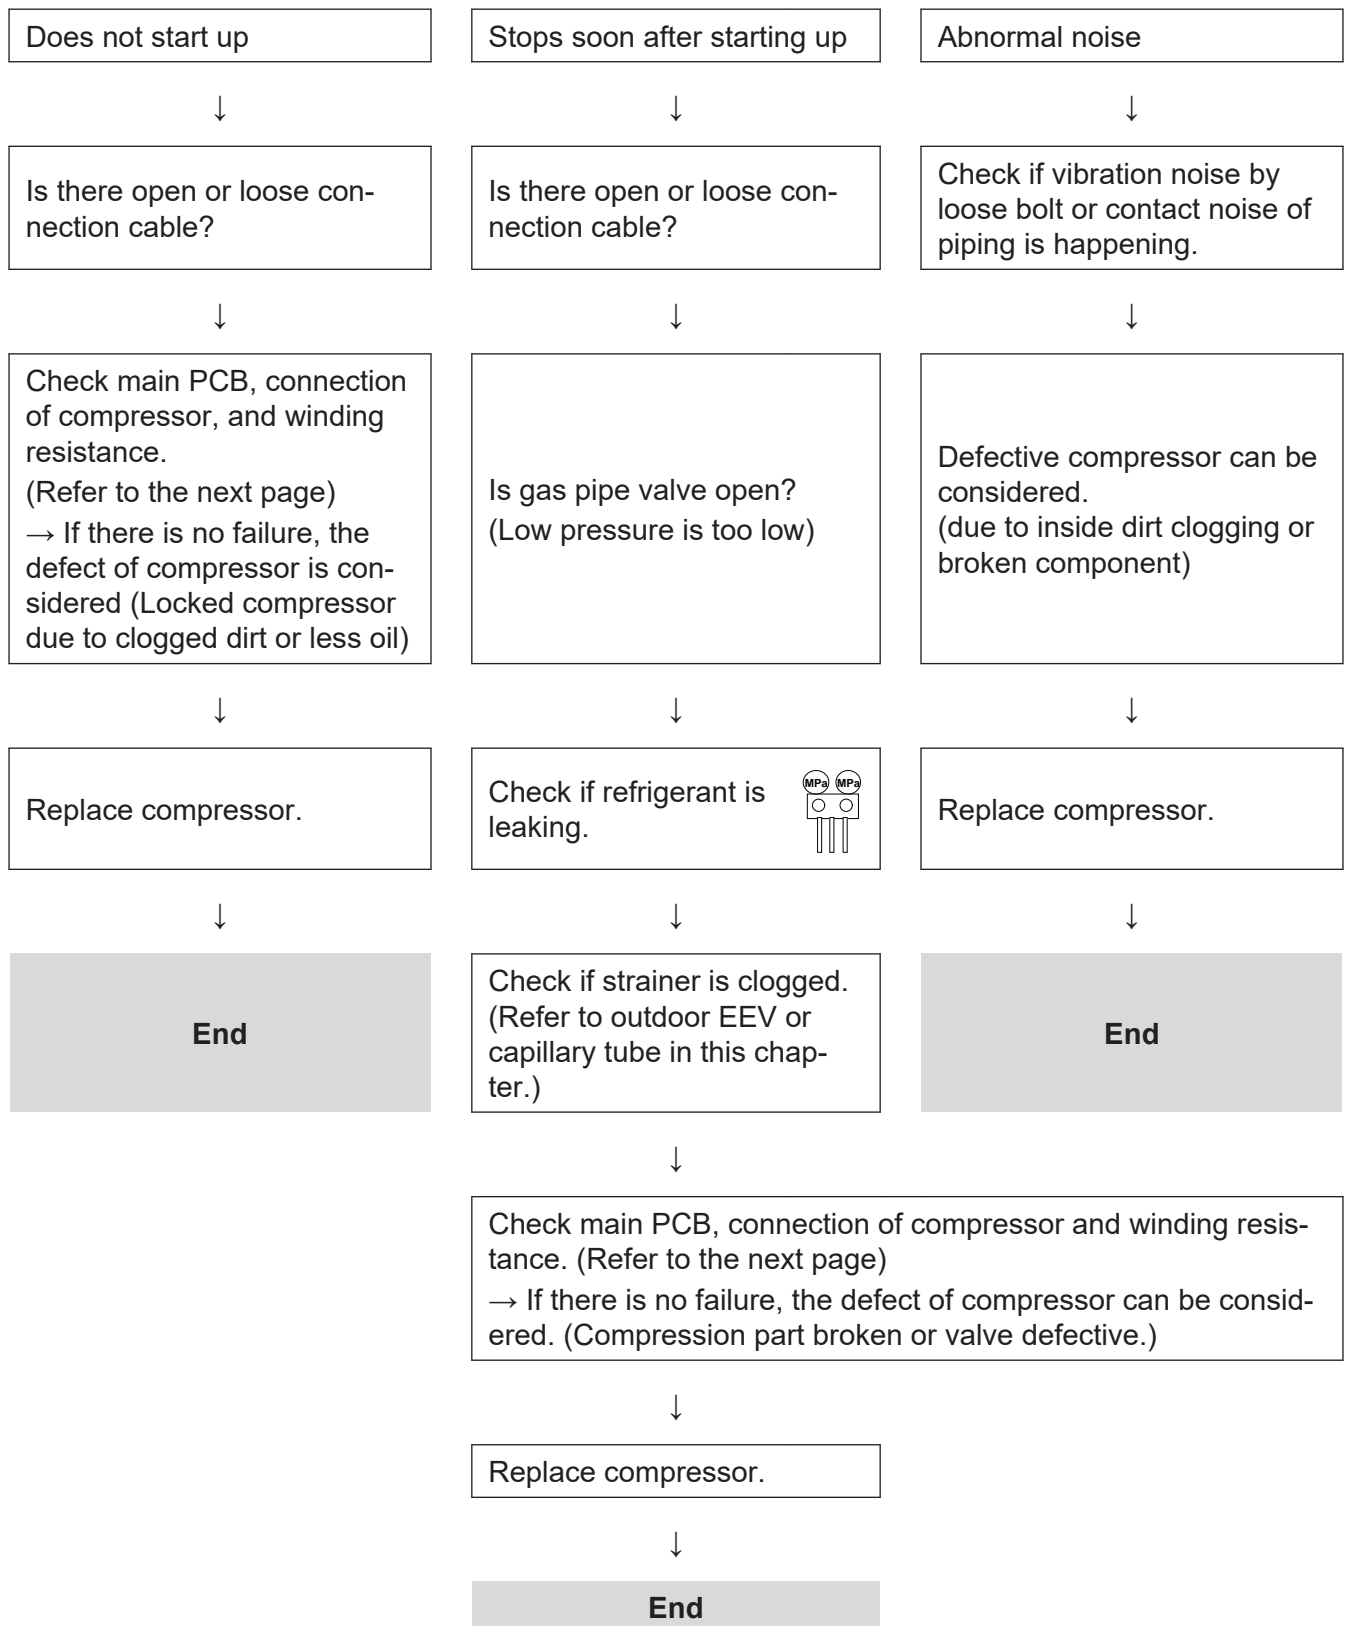 Does not start up
Stops soon after starting up
Abnormal noise
↓
↓
↓
Is there open or loose con-
nection cable?
Is there open or loose con-
nection cable?
Check if vibration noise by
loose bolt or contact noise of
piping is happening.
↓
↓
↓
Check main PCB, connection
of compressor, and winding
resistance.
(Refer to the next page)
→ If there is no failure, the
defect of compressor is con-
sidered (Locked compressor
due to clogged dirt or less oil)
Is gas pipe valve open?
(Low pressure is too low)
Defective compressor can be
considered.
(due to inside dirt clogging or
broken component)
↓
↓
↓
Replace compressor.
Check if refrigerant is
leaking.
MPa MPa
Replace compressor.
↓
↓
↓
End
Check if strainer is clogged.
(Refer to outdoor EEV or
capillary tube in this chap-
ter.)
End
↓
Check main PCB, connection of compressor and winding resis-
tance. (Refer to the next page)
→ If there is no failure, the defect of compressor can be consid-
ered. (Compression part broken or valve defective.)
↓
Replace compressor.
↓
End